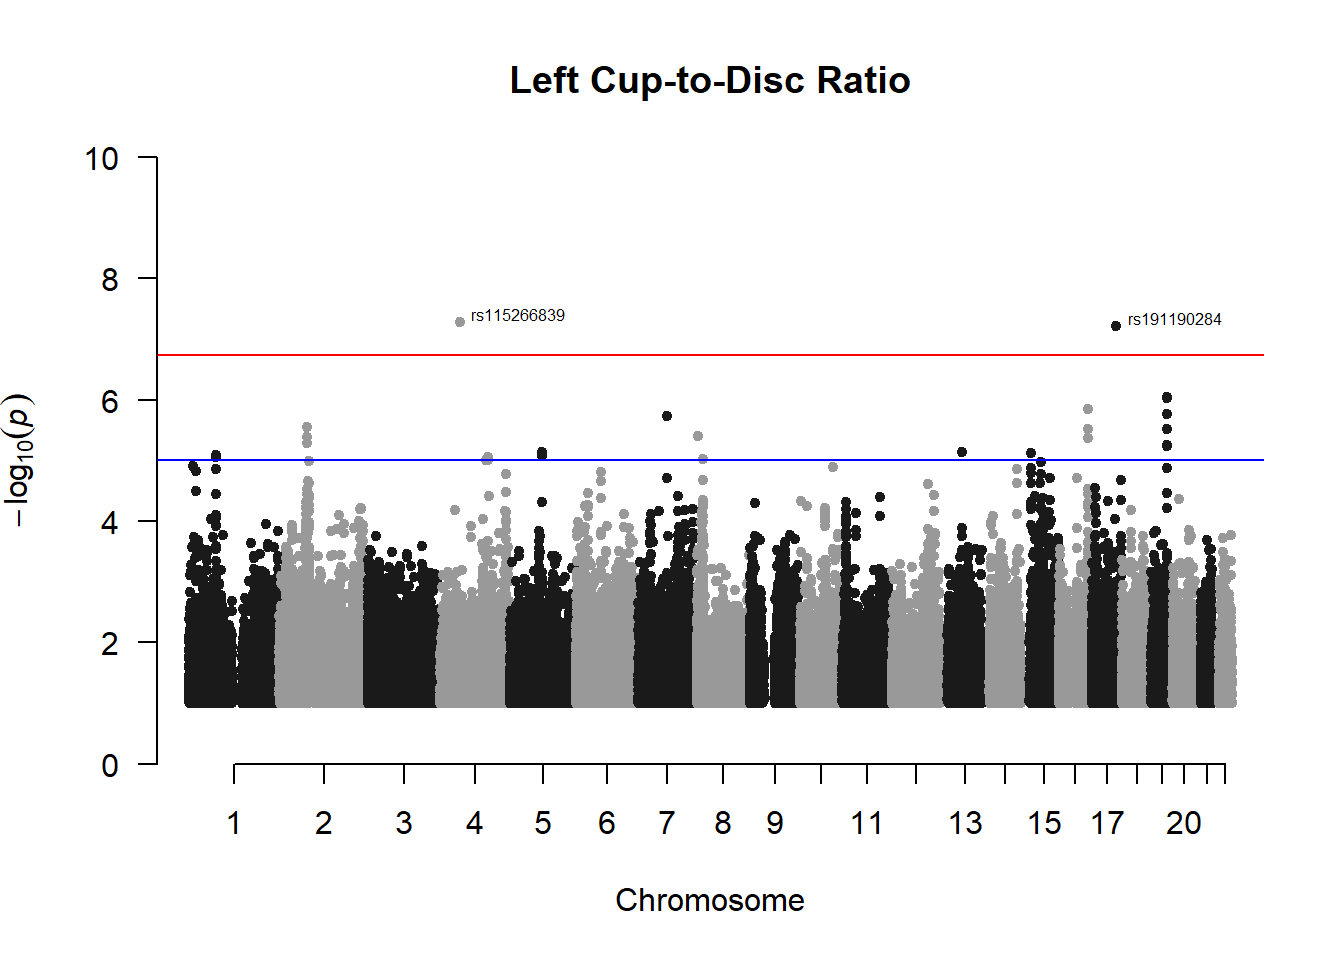 Left Cup-to-Disc Ratio
10
8
6
4
2
0
−log10(p)
rs115266839
rs191190284
1 2 3 4 5 6 7 8 9 11 13 15 17 20
Chromosome